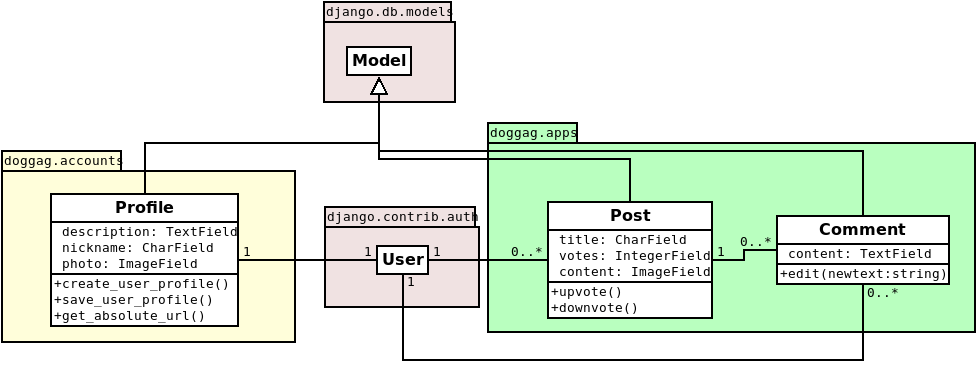 django.db.models
Model
doggag.apps
doggag.accounts
Profile
description: TextField
nickname: CharField
photo: ImageField
+create_user_profile()
+save_user_profile()
+get_absolute_url()
1
1
django.contrib.auth
User
1
1
0..*
Post
title: CharField
votes: IntegerField
content: ImageField
+upvote()
+downvote()
1
0..*
Comment
content: TextField
+edit(newtext:string)
0..*